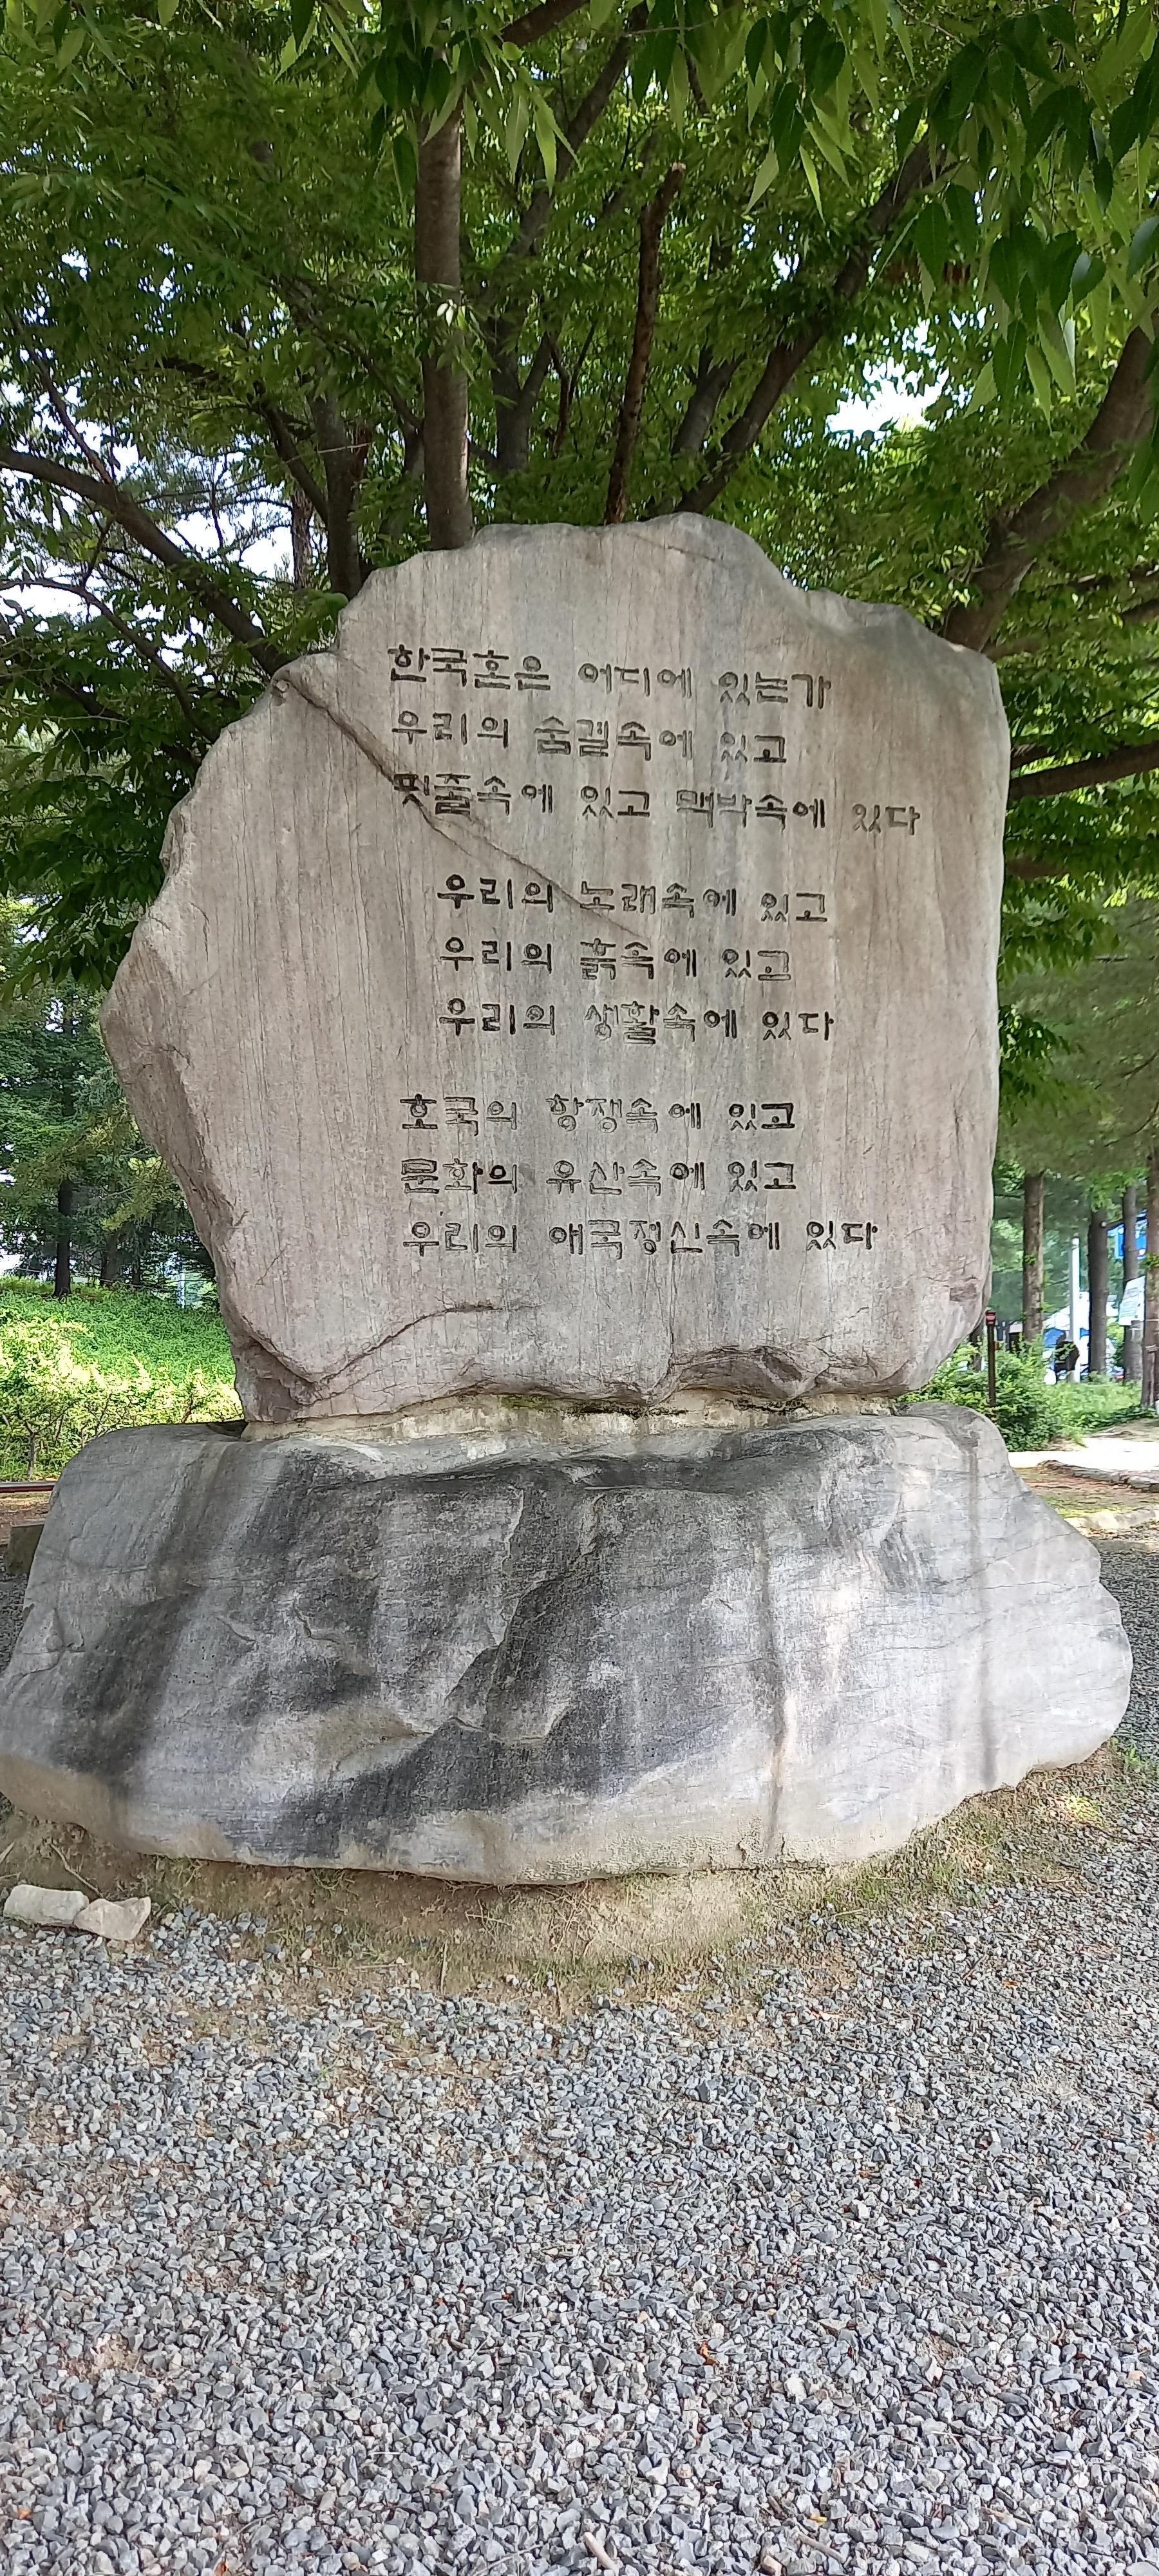 한국혼은 어디에 있는가
우리의 숨결속에 있고
핏줄속에 있고 맥박속에 있다
우리의 노래속에 있고
우리의 흙속에 있고
우리의 생활속에 있다
호국의 항쟁속에 있고
문화의 유산속에 있고
우리의 애국정신속에 있다